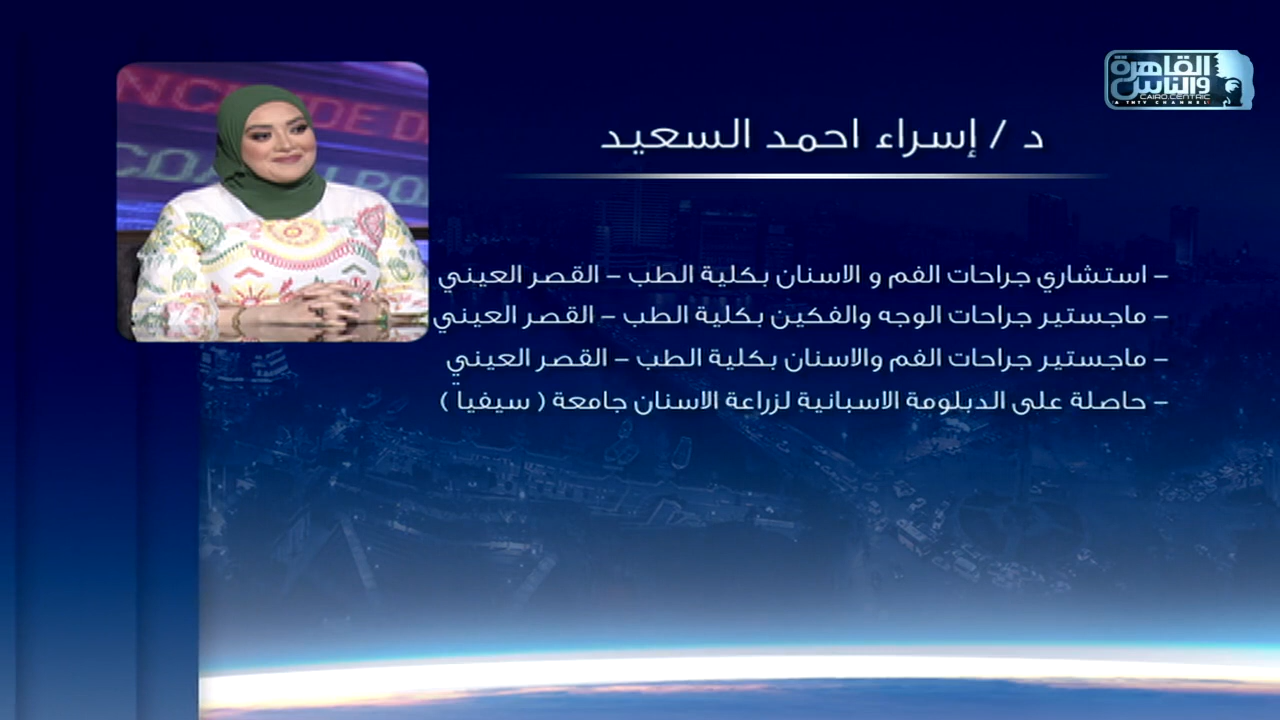 القاهرة
والناس
CAIRO.CENTRIC
A TNTV CHANNEL
د / إسراء احمد السعيد
- استشاري جراحات الفم و الاسنان بكلية الطب - القصر العيني
- ماجستير جراحات الوجه والفكين بكلية الطب - القصر العيني
- ماجستير جراحات الفم والاسنان بكلية الطب - القصر العيني
- حاصلة على الدبلومة الاسبانية لزراعة الاسنان جامعة ( سيفيا )